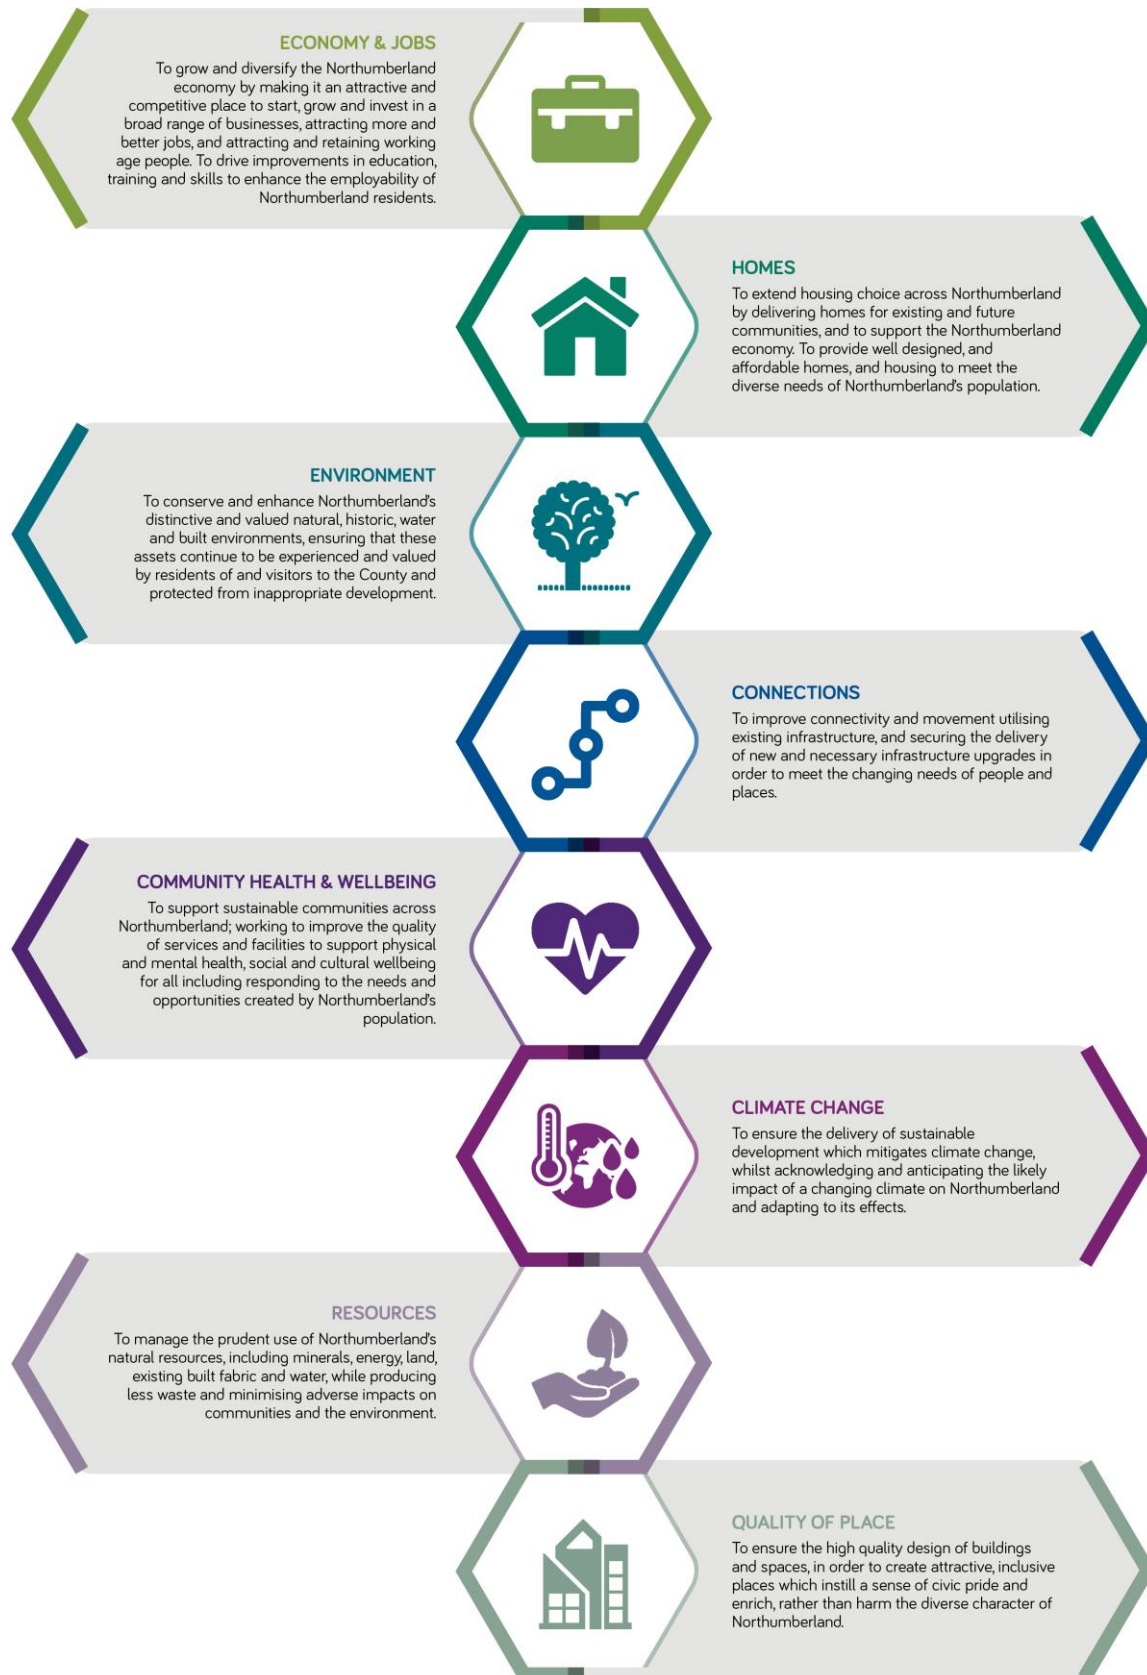 ECONOMY & JOBS
To grow and diversify the Northumberland
economy by making it an attractive and
competitive place to start, grow and invest in a
broad range of businesses, attracting more and
better jobs, and attracting and retaining working
age people. To drive improvements in education,
training and skills to enhance the employability of
Northumberland residents.
HOMES
To extend housing choice across Northumberland
by delivering homes for existing and future
communities, and to support the Northumberland
economy. To provide well designed, and
affordable homes, and housing to meet the
diverse needs of Northumberland's population.
ENVIRONMENT
To conserve and enhance Northumberland's
distinctive and valued natural, historic, water
and built environments, ensuring that these
assets continue to be experienced and valued
by residents of and visitors to the County and
protected from inappropriate development.
CONNECTIONS
To improve connectivity and movement utilising
existing infrastructure, and securing the delivery
of new and necessary infrastructure upgrades in
order to meet the changing needs of people and
places.
COMMUNITY HEALTH & WELLBEING
To support sustainable communities across
Northumberland; working to improve the quality
of services and facilities to support physical
and mental health, social and cultural wellbeing
for all including responding to the needs and
opportunities created by Northumberland's
population.
CLIMATE CHANGE
To ensure the delivery of sustainable
development which mitigates climate change,
whilst acknowledging and anticipating the likely
impact of a changing climate on Northumberland
and adapting to its effects.
RESOURCES
To manage the prudent use of Northumberland's
natural resources, including minerals, energy, land,
existing built fabric and water, while producing
less waste and minimising adverse impacts on
communities and the environment.
QUALITY OF PLACE
To ensure the high quality design of buildings
and spaces, in order to create attractive, inclusive
places which instill a sense of civic pride and
enrich, rather than harm the diverse character of
Northumberland.